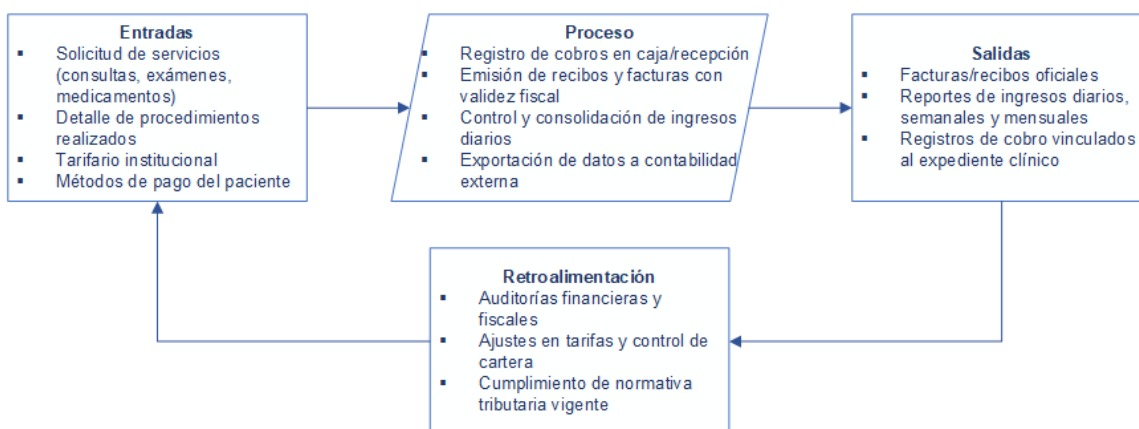 Entradas
▪ Solicitud de servicios
(consultas, exámenes,
medicamentos)
▪ Detalle de procedimientos
realizados
▪ Tarifario institucional
▪ Métodos de pago del paciente
Proceso
▪ Registro de cobros en caja/recepción
▪ Emisión de recibos y facturas con
validez fiscal
▪ Control y consolidación de ingresos
diarios
▪ Exportación de datos a contabilidad
externa
Salidas
▪ Facturas/recibos oficiales
▪ Reportes de ingresos diarios,
semanales y mensuales
▪ Registros de cobro vinculados
al expediente clínico
Retroalimentación
▪ Auditorías financieras y
fiscales
▪ Ajustes en tarifas y control de
cartera
▪ Cumplimiento de normativa
tributaria vigente